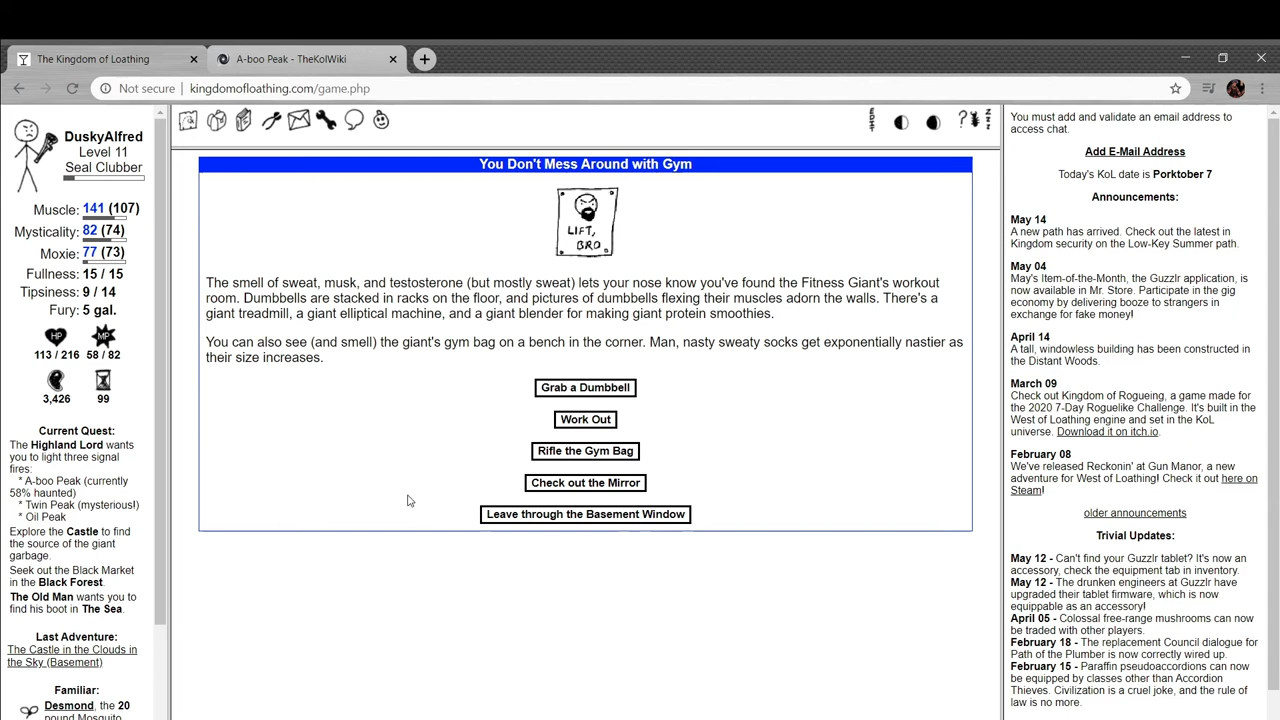 The Kingdom of Loathing
A-boo Peak - TheKolWiki
Not secure
kingdomofloathing.com/game.php
DuskyAlfred
Level 11
Seal Clubber
Muscle: 141 (107)
Mysticality: 82 (74)
Moxie: 77 (73)
Fullness: 15 / 15
Tipsiness: 9 / 14
Fury: 5 gal.
HP
MP
113 / 216
58 / 82
3,426
99
Current Quest:
The Highland Lord wants
you to light three signal
fires:
* A-boo Peak (currently
58% haunted)
* Twin Peak (mysterious!)
* Oil Peak
Explore the Castle to find
the source of the giant
garbage.
Seek out the Black Market
in the Black Forest.
The Old Man wants you to
find his boot in The Sea.
Last Adventure:
The Castle in the Clouds in
the Sky (Basement)
Familiar:
Desmond, the 20
pound Mosquito
You Don't Mess Around with Gym
LIFT,
BRO
The smell of sweat, musk, and testosterone (but mostly sweat) lets your nose know you've found the Fitness Giant's workout
room. Dumbbells are stacked in racks on the floor, and pictures of dumbbells flexing their muscles adorn the walls. There's a
giant treadmill, a giant elliptical machine, and a giant blender for making giant protein smoothies.
You can also see (and smell) the giant's gym bag on a bench in the corner. Man, nasty sweaty socks get exponentially nastier as
their size increases.
Grab a Dumbbell
Work Out
Rifle the Gym Bag
Check out the Mirror
Leave through the Basement Window
You must add and validate an email address to
access chat.
Add E-Mail Address
Today's KoL date is Porktober 7
Announcements:
May 14
A new path has arrived. Check out the latest in
Kingdom security on the Low-Key Summer path.
May 04
May's Item-of-the-Month, the Guzzlr application, is
now available in Mr. Store. Participate in the gig
economy by delivering booze to strangers in
exchange for fake money!
April 14
A tall, windowless building has been constructed in
the Distant Woods.
March 09
Check out Kingdom of Rogueing, a game made for
the 2020 7-Day Roguelike Challenge. It's built in the
West of Loathing engine and set in the KoL
universe. Download it on itch.io.
February 08
We've released Reckonin' at Gun Manor, a new
adventure for West of Loathing! Check it out here on
Steam!
older announcements
Trivial Updates:
May 12 - Can't find your Guzzlr tablet? It's now an
accessory, check the equipment tab in inventory.
May 12 - The drunken engineers at Guzzlr have
upgraded their tablet firmware, which is now
equippable as an accessory!
April 05 - Colossal free-range mushrooms can now
be traded with other players.
February 18 - The replacement Council dialogue for
Path of the Plumber is now correctly wired up.
February 15 - Paraffin pseudoaccordions can now
be equipped by classes other than Accordion
Thieves. Civilization is a cruel joke, and the rule of
law is no more.